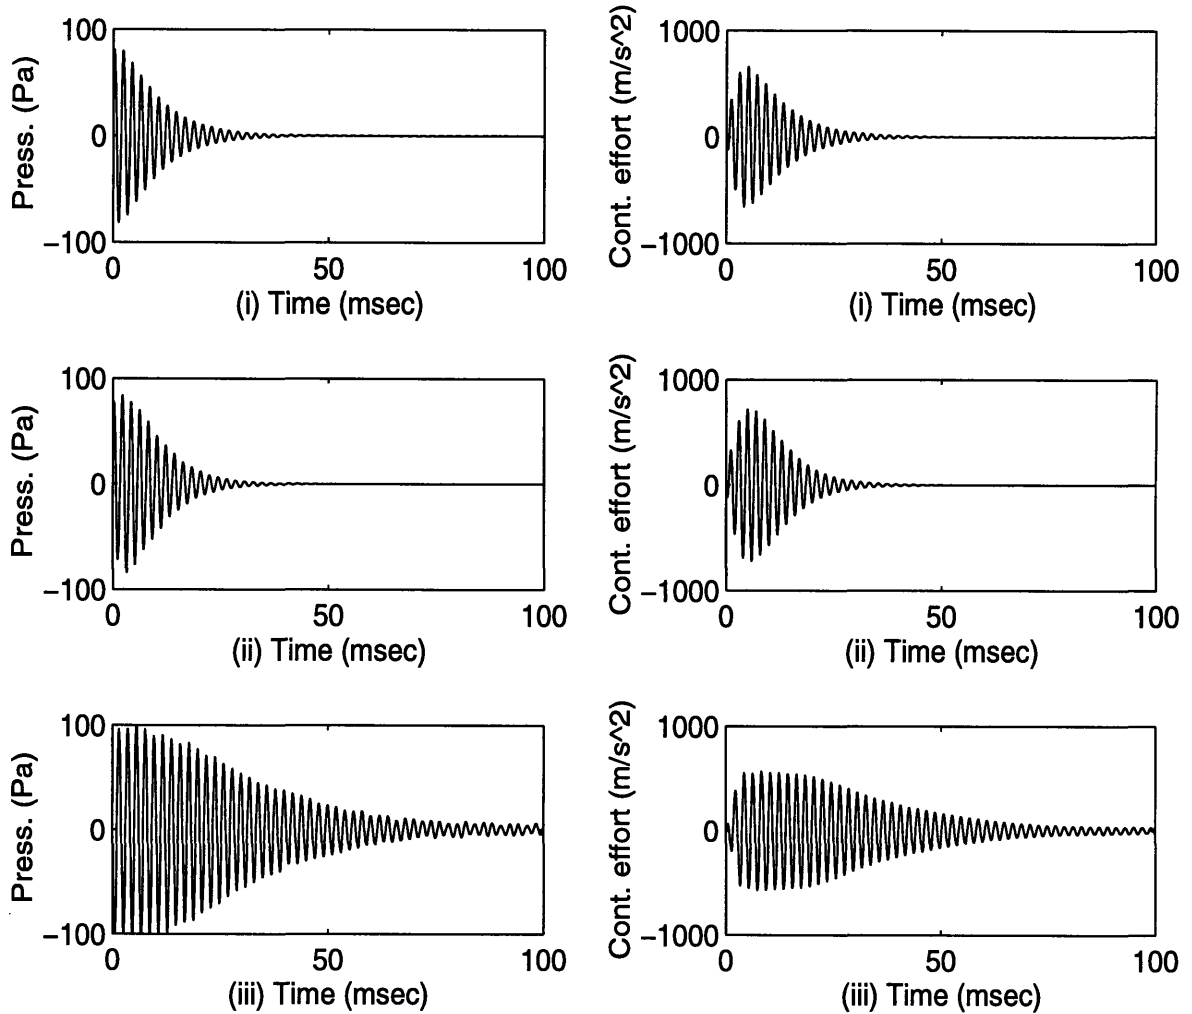 100
0
−100
Press. (Pa)
0 50 100
(i) Time (msec)
1000
0
−1000
Cont. effort (m/s^2)
0 50 100
(i) Time (msec)
100
0
−100
Press. (Pa)
0 50 100
(ii) Time (msec)
1000
0
−1000
Cont. effort (m/s^2)
0 50 100
(ii) Time (msec)
100
0
−100
Press. (Pa)
0 50 100
(iii) Time (msec)
1000
0
−1000
Cont. effort (m/s^2)
0 50 100
(iii) Time (msec)